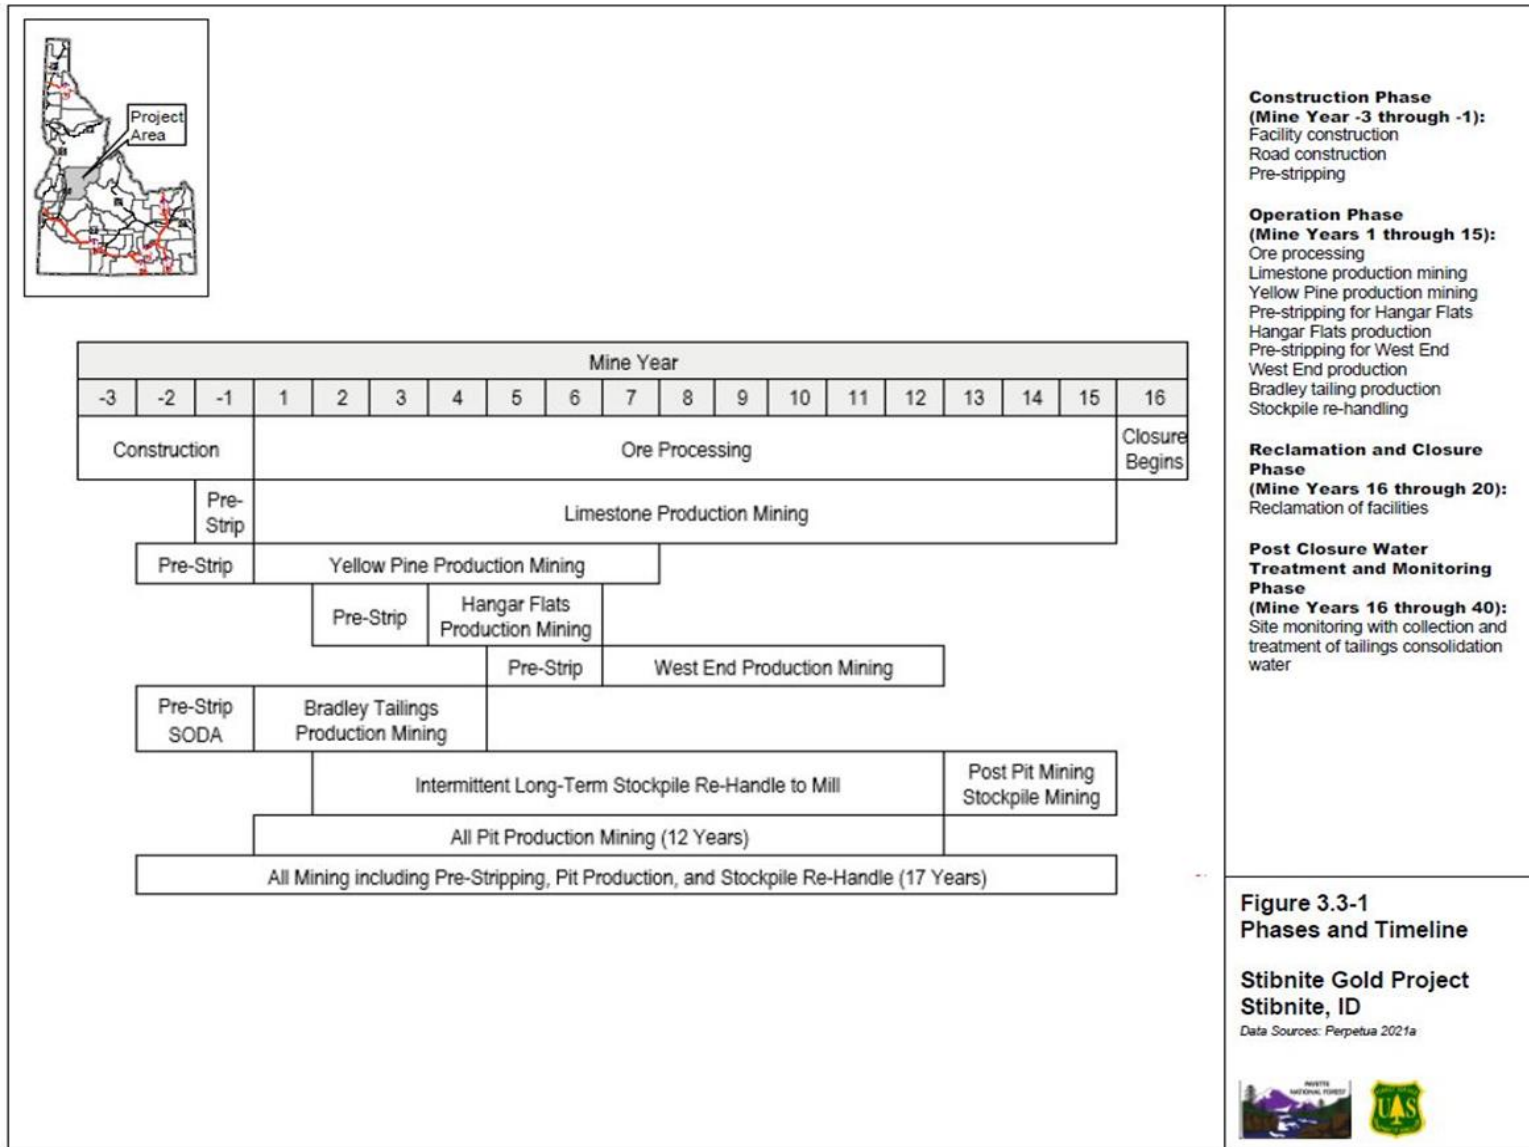 Project
Area
Mine Year
-3 -2 -1 1 2 3 4 5 6 7 8 9 10 11 12 13 14 15 16
Construction
Ore Processing
Closure
Begins
Pre-
Strip
Limestone Production Mining
Pre-Strip
Yellow Pine Production Mining
Pre-Strip
Hangar Flats
Production Mining
Pre-Strip
West End Production Mining
Pre-Strip
SODA
Bradley Tailings
Production Mining
Intermittent Long-Term Stockpile Re-Handle to Mill
Post Pit Mining
Stockpile Mining
All Pit Production Mining (12 Years)
All Mining including Pre-Stripping, Pit Production, and Stockpile Re-Handle (17 Years)
Construction Phase
(Mine Year -3 through -1):
Facility construction
Road construction
Pre-stripping
Operation Phase
(Mine Years 1 through 15):
Ore processing
Limestone production mining
Yellow Pine production mining
Pre-stripping for Hangar Flats
Hangar Flats production
Pre-stripping for West End
West End production
Bradley tailing production
Stockpile re-handling
Reclamation and Closure
Phase
(Mine Years 16 through 20):
Reclamation of facilities
Post Closure Water
Treatment and Monitoring
Phase
(Mine Years 16 through 40):
Site monitoring with collection and
treatment of tailings consolidation
water
Figure 3.3-1
Phases and Timeline
Stibnite Gold Project
Stibnite, ID
Data Sources: Perpetua 2021a
PAYETTE
NATIONAL FOREST
U S